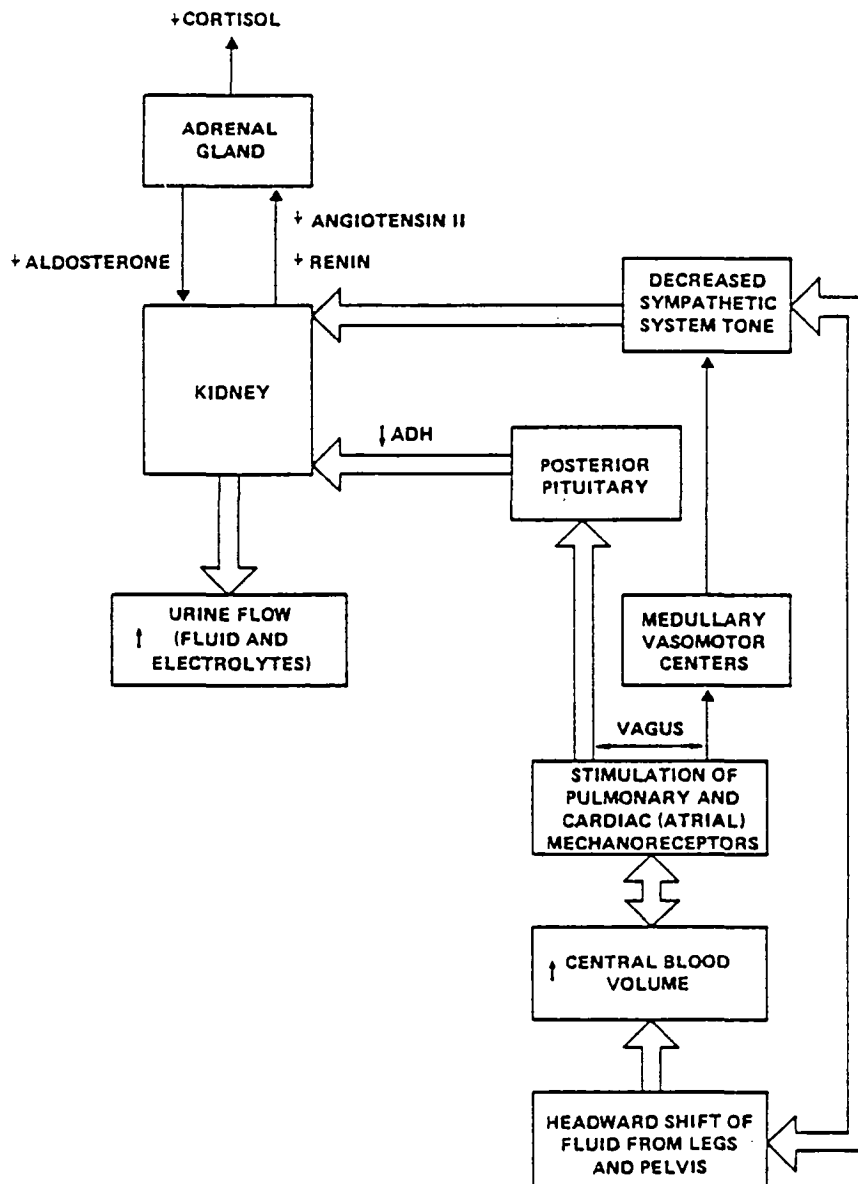 ↓CORTISOL
ADRENAL
GLAND
↓ ANGIOTENSIN II
↓ ALDOSTERONE
↓ RENIN
DECREASED
SYMPATHETIC
SYSTEM TONE
KIDNEY
↓ ADH
POSTERIOR
PITUITARY
↑ URINE FLOW
(FLUID AND
ELECTROLYTES)
MEDULLARY
VASOMOTOR
CENTERS
VAGUS
STIMULATION OF
PULMONARY AND
CARDIAC (ATRIAL)
MECHANORECEPTORS
↑ CENTRAL BLOOD
VOLUME
HEADWARD SHIFT OF
FLUID FROM LEGS
AND PELVIS